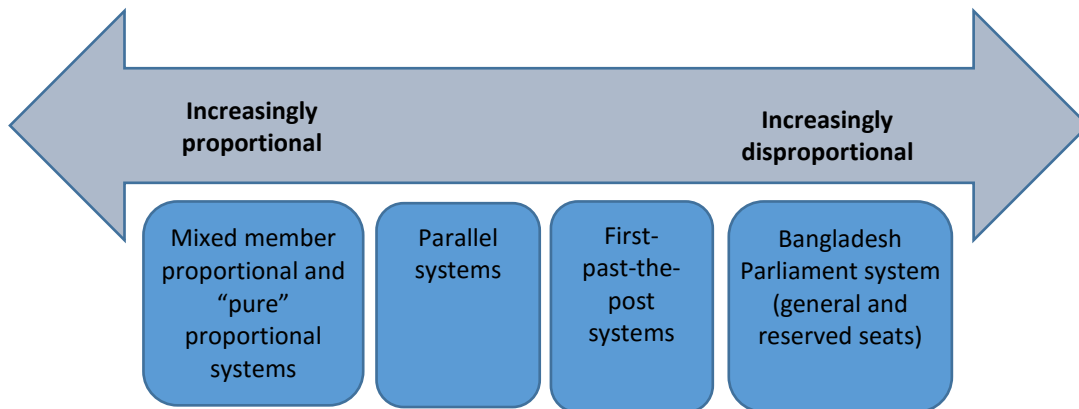 Increasingly
proportional
Increasingly
disproportional
Mixed member
proportional and
“pure”
proportional
systems
Parallel
systems
First-
past-the-
post
systems
Bangladesh
Parliament system
(general and
reserved seats)